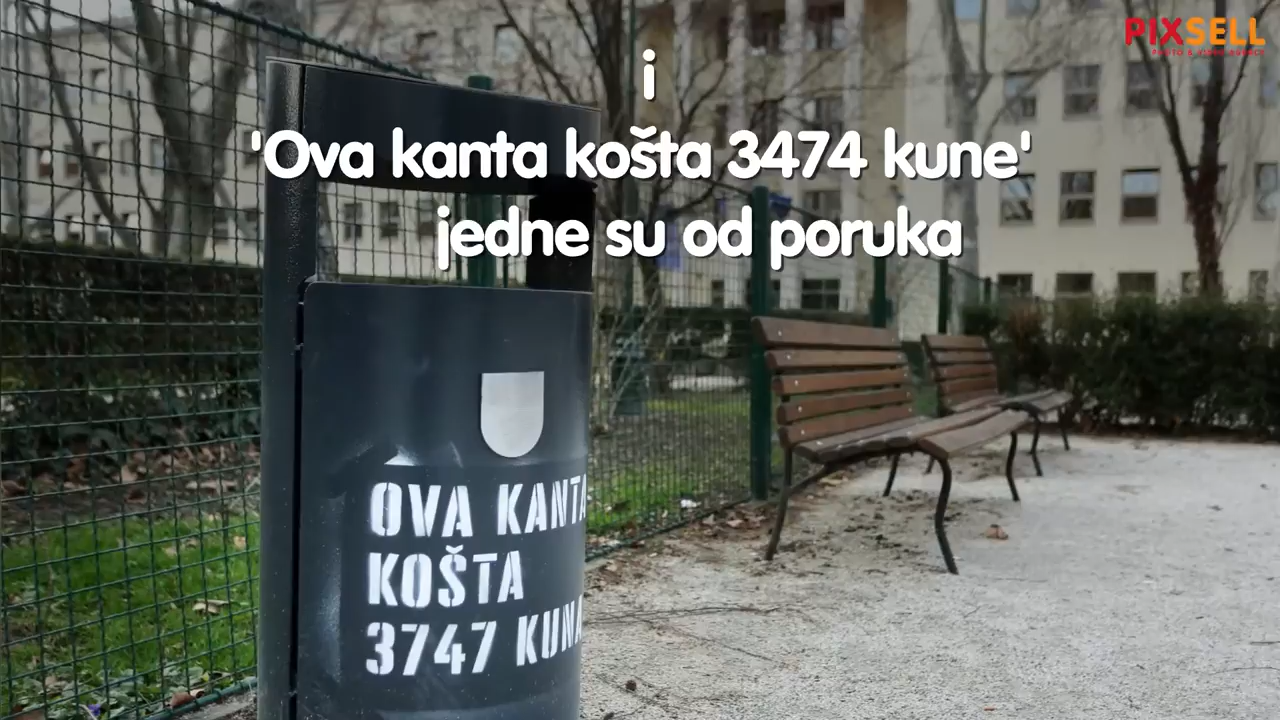 PIXSELL
i
'Ova kanta košta 3474 kune'
jedne su od poruka
OVA KANTA
KOŠTA
3747 KUNA